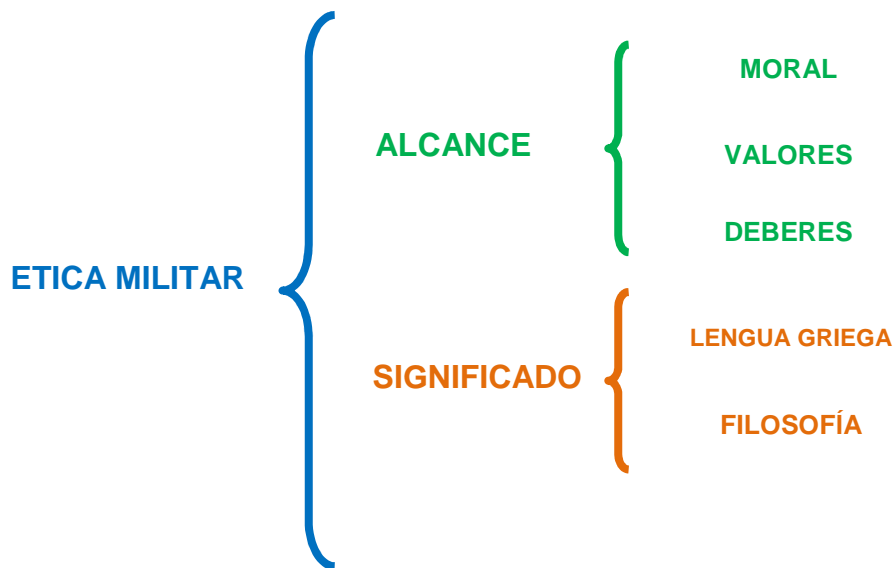 ETICA MILITAR
ALCANCE
MORAL
VALORES
DEBERES
SIGNIFICADO
LENGUA GRIEGA
FILOSOFÍA